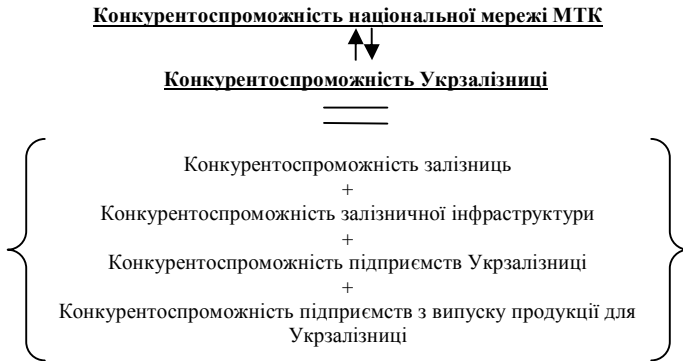 Конкурентоспроможність національної мережі МТК
Конкурентоспроможність Укрзалізниці
Конкурентоспроможність залізниць
+
Конкурентоспроможність залізничної інфраструктури
+
Конкурентоспроможність підприємств Укрзалізниці
+
Конкурентоспроможність підприємств з випуску продукції для
Укрзалізниці